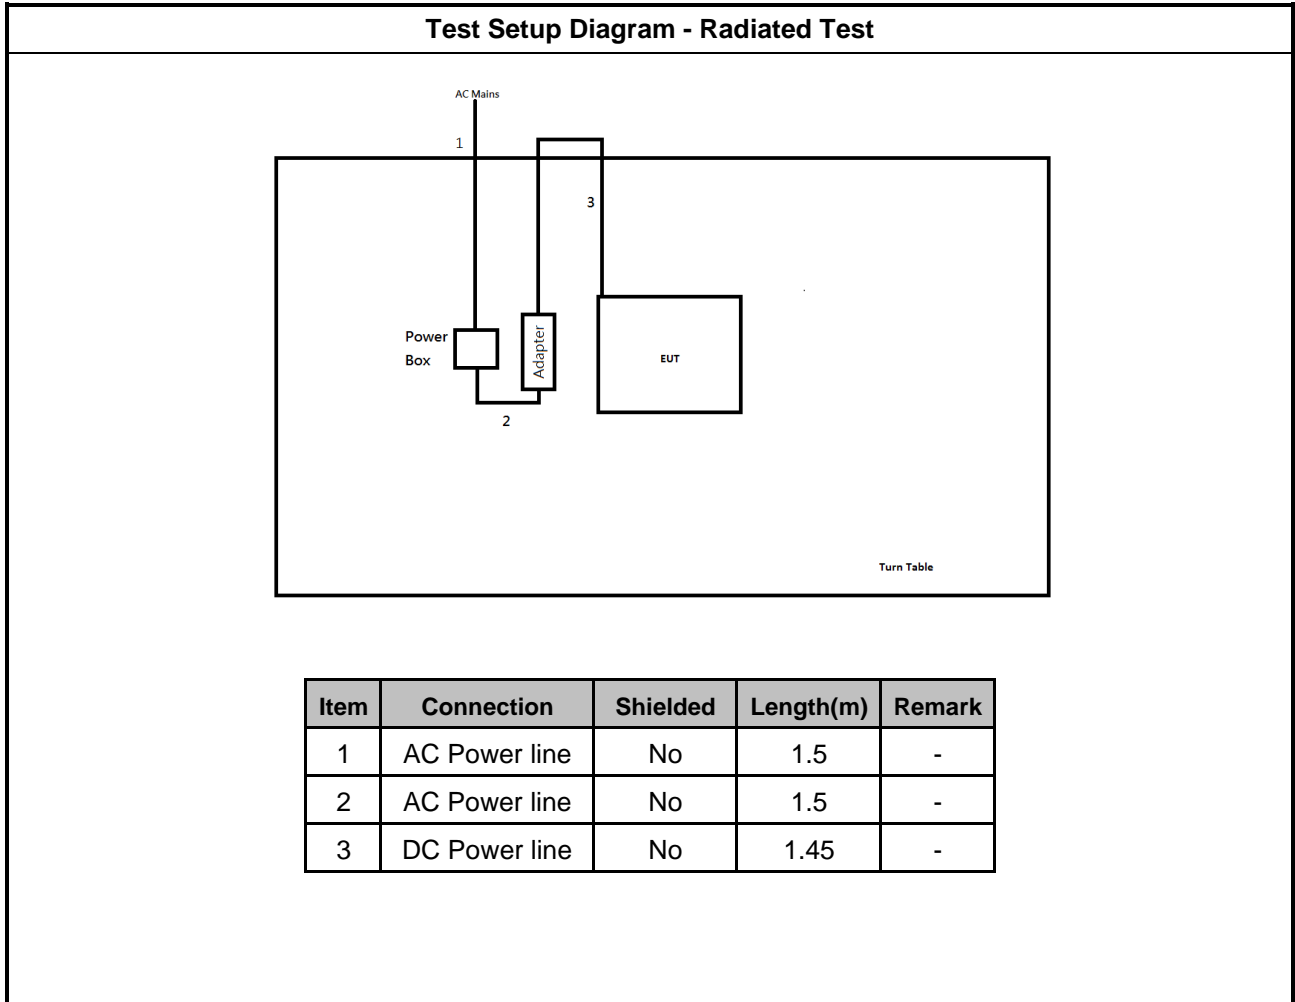 Test Setup Diagram - Radiated Test
AC Mains
1
3
Power
Box
Adapter
EUT
2
Turn Table
Item Connection Shielded Length(m) Remark
1 AC Power line No 1.5 -
2 AC Power line No 1.5 -
3 DC Power line No 1.45 -